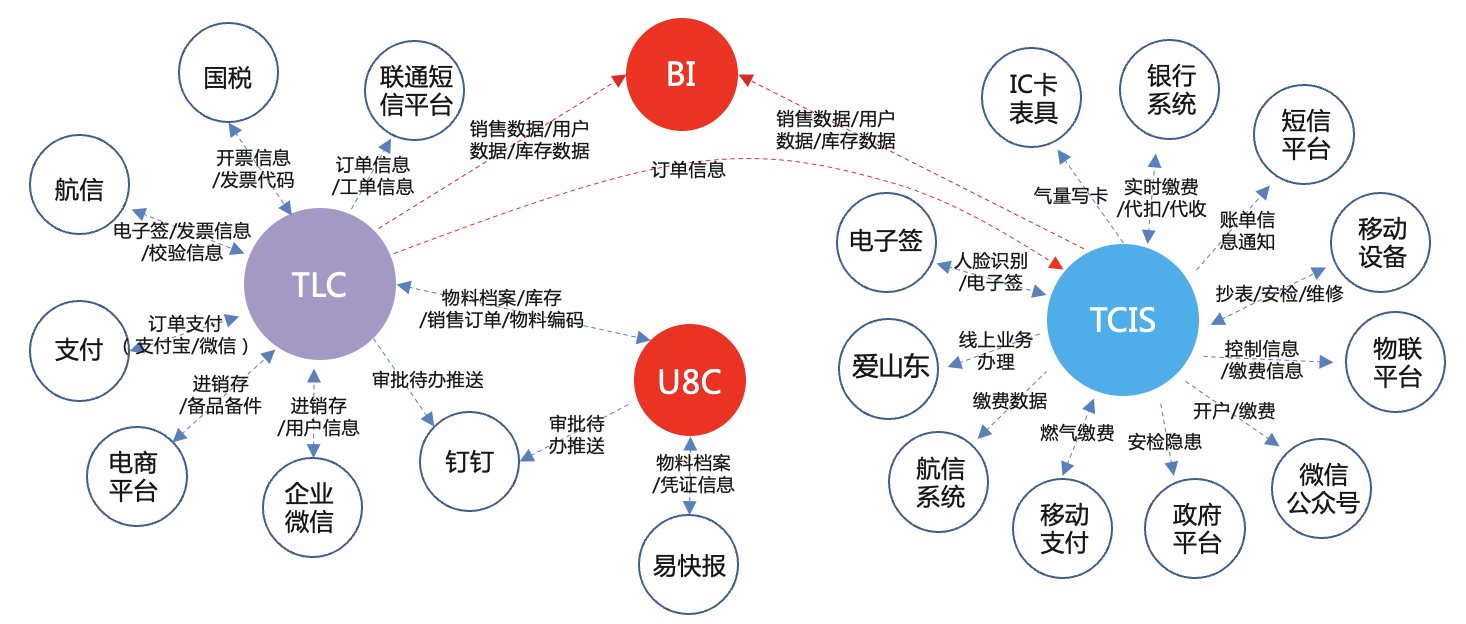 国税
联通短
信平台
BI
IC卡
表具
银行
系统
短信
平台
航信
开票信息
/发票代码
订单信息
/工单信息
销售数据/用户
数据/库存数据
销售数据/用户
数据/库存数据
订单信息
气量写卡
实时缴费
/代扣/代收
账单信
息通知
移动
设备
电子签/发票信息
/校验信息
TLC
电子签
人脸识别
/电子签
TCIS
抄表/安检/维修
物料档案/库存
/销售订单/物料编码
支付
订单支付
（支付宝/微信）
U8C
爱山东
线上业务
办理
控制信息
/缴费信息
物联
平台
进销存
/备品备件
进销存
/用户信息
审批待办推送
审批待
办推送
缴费数据
燃气缴费
安检隐患
开户/缴费
电商
平台
企业
微信
钉钉
物料档案
/凭证信息
易快报
航信
系统
移动
支付
政府
平台
微信
公众号